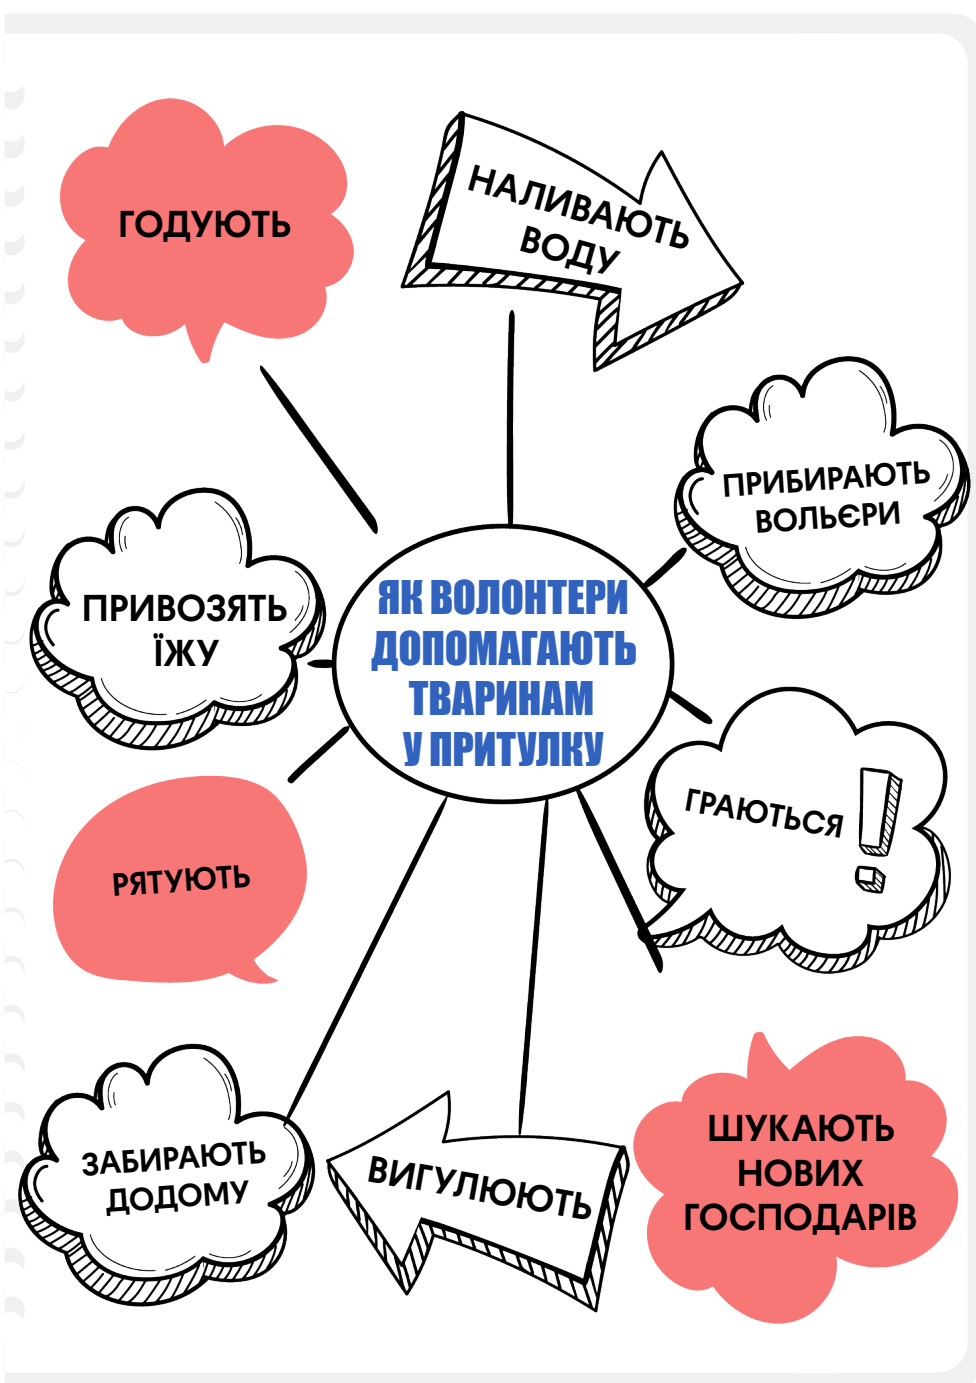 ГОДУЮТЬ
НАЛИВАЮТЬ
ВОДУ
ПРИБИРАЮТЬ
ВОЛЬЄРИ
ПРИВОЗЯТЬ
ЇЖУ
ЯК ВОЛОНТЕРИ
ДОПОМАГАЮТЬ
ТВАРИНАМ
У ПРИТУЛКУ
ГРАЮТЬСЯ
РЯТУЮТЬ
ЗАБИРАЮТЬ
ДОДОМУ
ВИГУЛЮЮТЬ
ШУКАЮТЬ
НОВИХ
ГОСПОДАРІВ